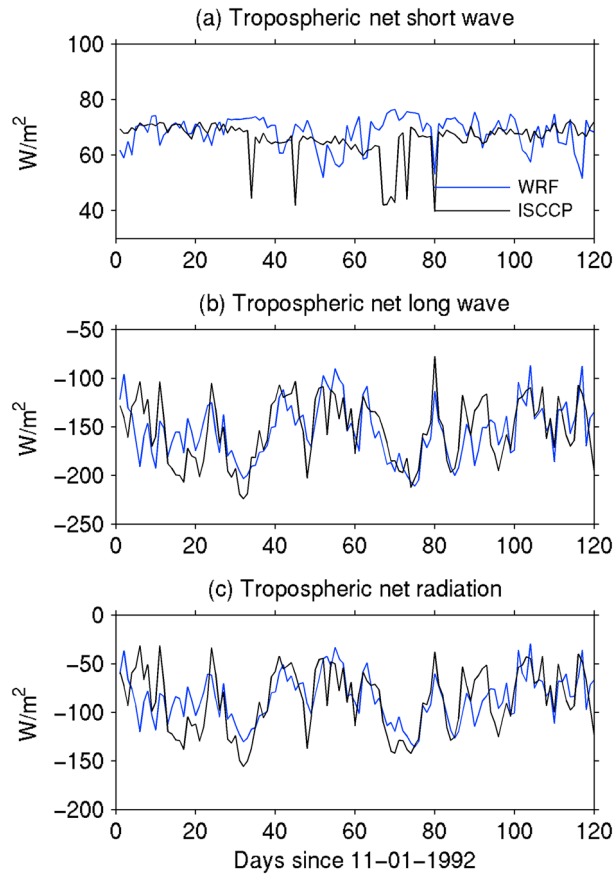 (a) Tropospheric net short wave
100
80
60
40
W/m²
WRF
ISCCP
0 20 40 60 80 100 120
(b) Tropospheric net long wave
−50
−100
−150
−200
−250
W/m²
0 20 40 60 80 100 120
(c) Tropospheric net radiation
0
−50
−100
−150
−200
W/m²
0 20 40 60 80 100 120
Days since 11−01−1992